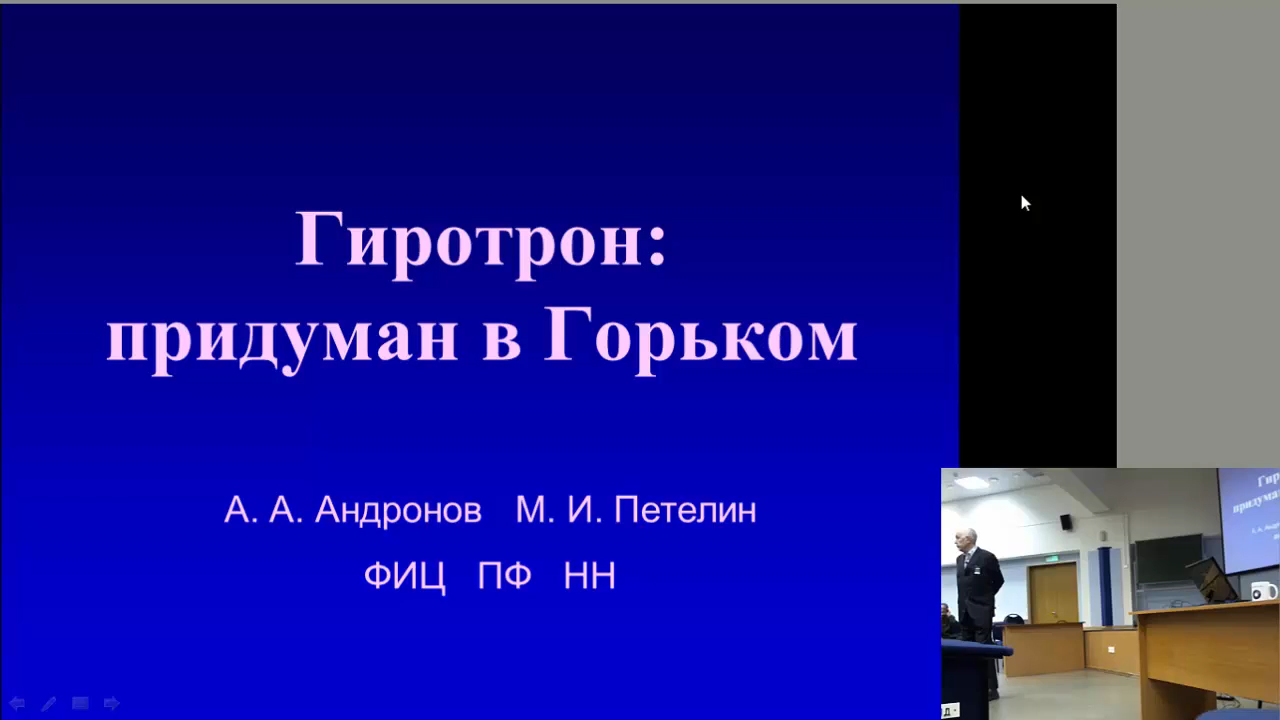 Гиротрон:
придуман в Горьком
А. А. Андронов М. И. Петелин
ФИЦ ПФ НН